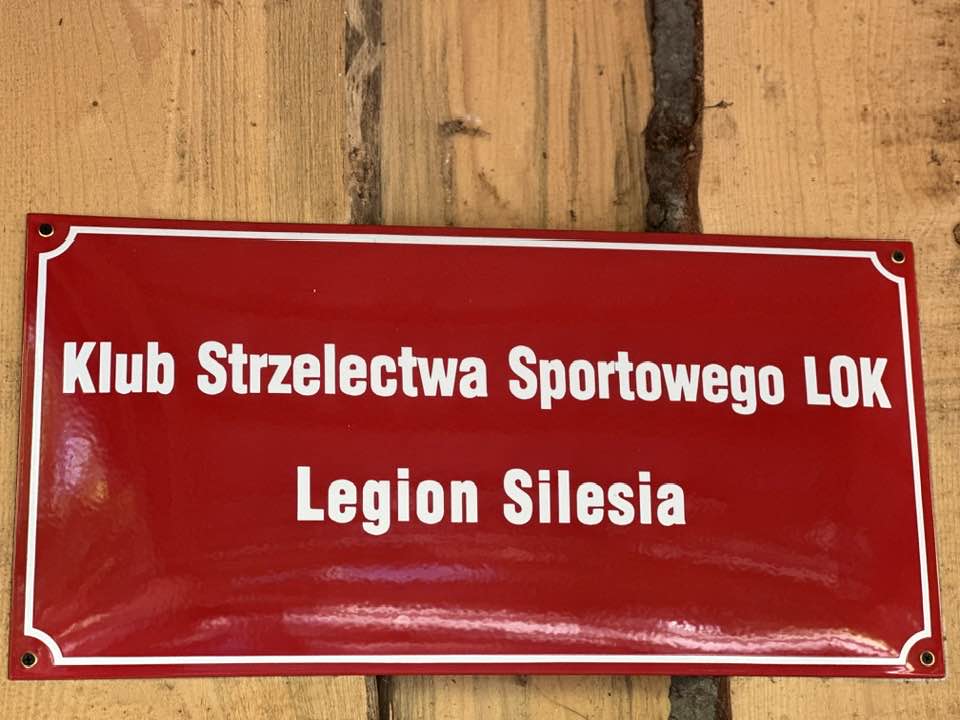 Klub Strzelectwa Sportowego LOK
Legion Silesia